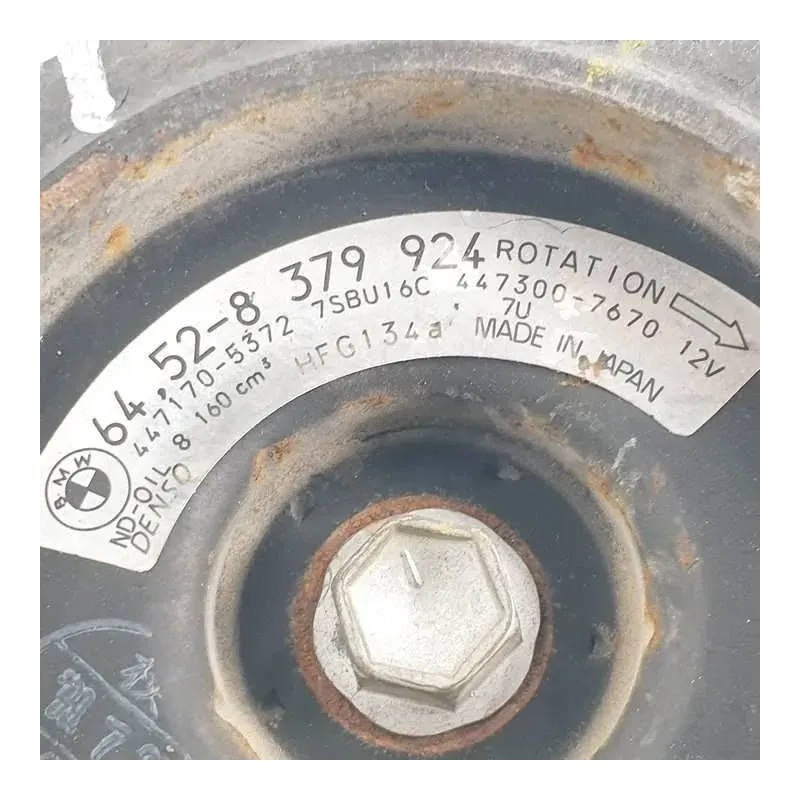 64.52-8 379 924 ROTATION
447170-5372 7SBU16C 447300-7670 12V
ND-OIL 8 160 cm³ HFG134a 7U
DENSO MADE IN JAPAN
BMW